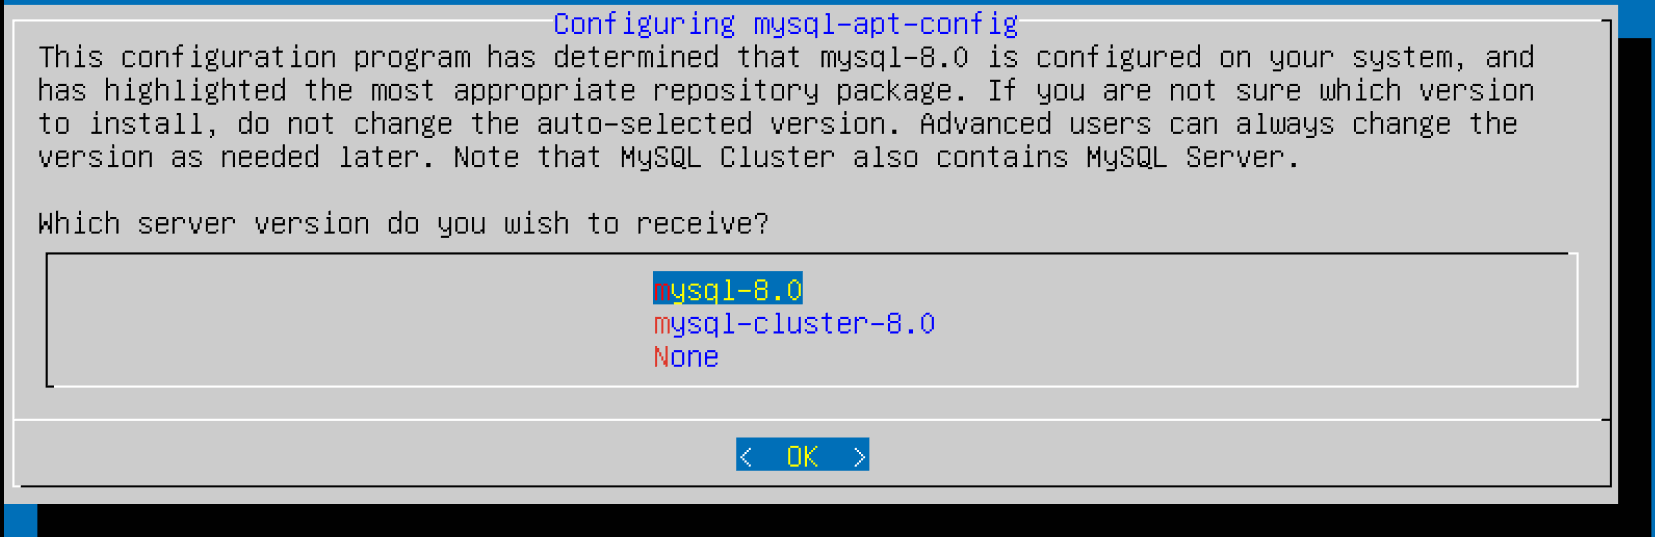 Configuring mysql-apt-config
This configuration program has determined that mysql-8.0 is configured on your system, and
has highlighted the most appropriate repository package. If you are not sure which version
to install, do not change the auto-selected version. Advanced users can always change the
version as needed later. Note that MySQL Cluster also contains MySQL Server.
Which server version do you wish to receive?
mysql-8.0
mysql-cluster-8.0
None
< OK >